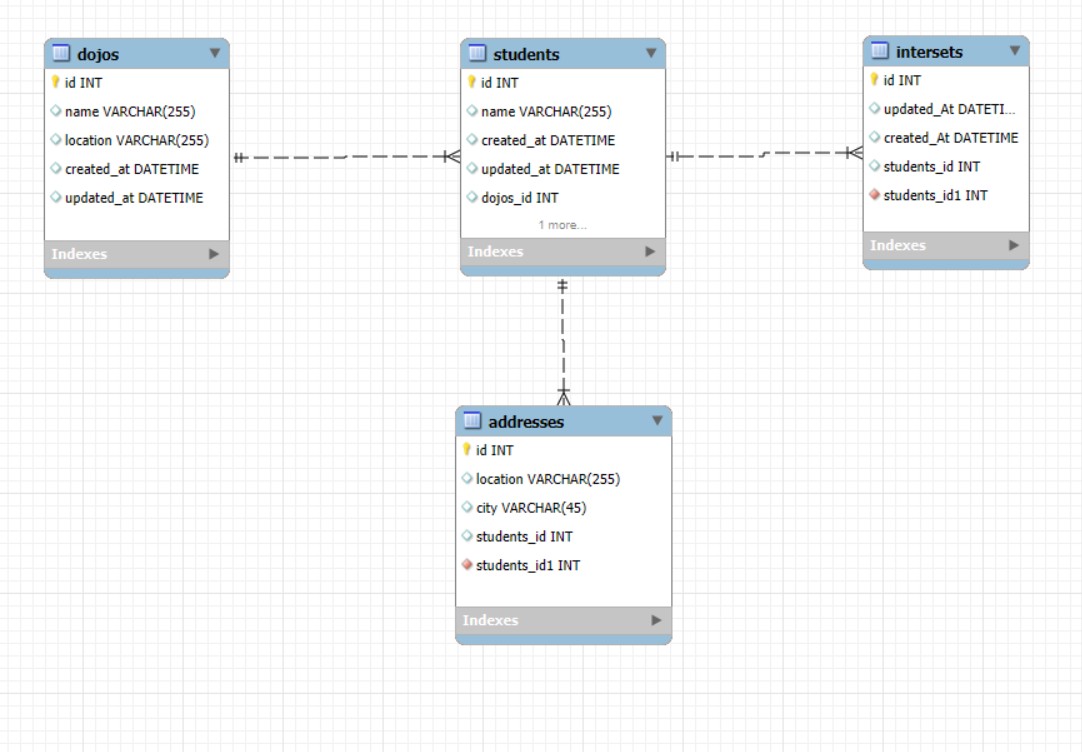 dojos
id INT
name VARCHAR(255)
location VARCHAR(255)
created_at DATETIME
updated_at DATETIME
Indexes
students
id INT
name VARCHAR(255)
created_at DATETIME
updated_at DATETIME
dojos_id INT
1 more...
Indexes
intersets
id INT
updated_At DATETI...
created_At DATETIME
students_id INT
students_id1 INT
Indexes
addresses
id INT
location VARCHAR(255)
city VARCHAR(45)
students_id INT
students_id1 INT
Indexes